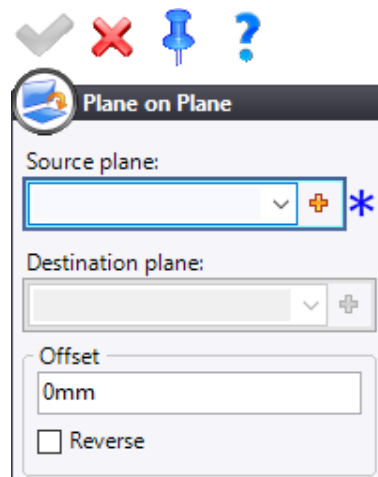 Plane on Plane
Source plane:
Destination plane:
Offset
0mm
Reverse